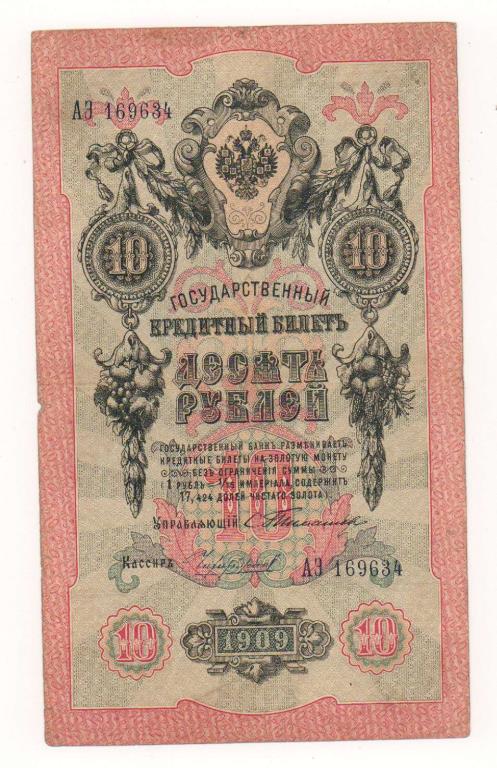 АЭ 169634
10 10
ГОСУДАРСТВЕННЫЙ
КРЕДИТНЫЙ БИЛЕТЪ
ДЕСЯТЬ
РУБЛЕЙ
ГОСУДАРСТВЕННЫЙ БАНКЪ РАЗМѢНИВАЕТЪ
КРЕДИТНЫЕ БИЛЕТЫ НА ЗОЛОТУЮ МОНЕТУ
БЕЗЪ ОГРАНИЧЕНІЯ СУММЫ
(1 РУБЛЬ = 1/15 ИМПЕРІАЛА, СОДЕРЖИТЪ
17,424 ДОЛЕЙ ЧИСТАГО ЗОЛОТА)
10
УПРАВЛЯЮЩІЙ
КАССИРЪ
АЭ 169634
10 1909 10